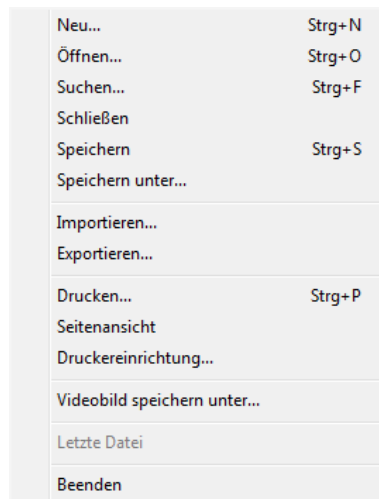 Neu... Strg+N
Öffnen... Strg+O
Suchen... Strg+F
Schließen
Speichern Strg+S
Speichern unter...
Importieren...
Exportieren...
Drucken... Strg+P
Seitenansicht
Druckereinrichtung...
Videobild speichern unter...
Letzte Datei
Beenden